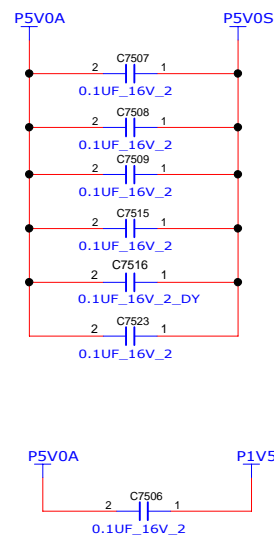 P5V0A P5V0S
C7507
2 1
0.1UF_16V_2
C7508
2 1
0.1UF_16V_2
C7509
2 1
0.1UF_16V_2
C7515
2 1
0.1UF_16V_2
C7516
2 1
0.1UF_16V_2_DY
C7523
2 1
0.1UF_16V_2
P5V0A P1V5
C7506
2 1
0.1UF_16V_2